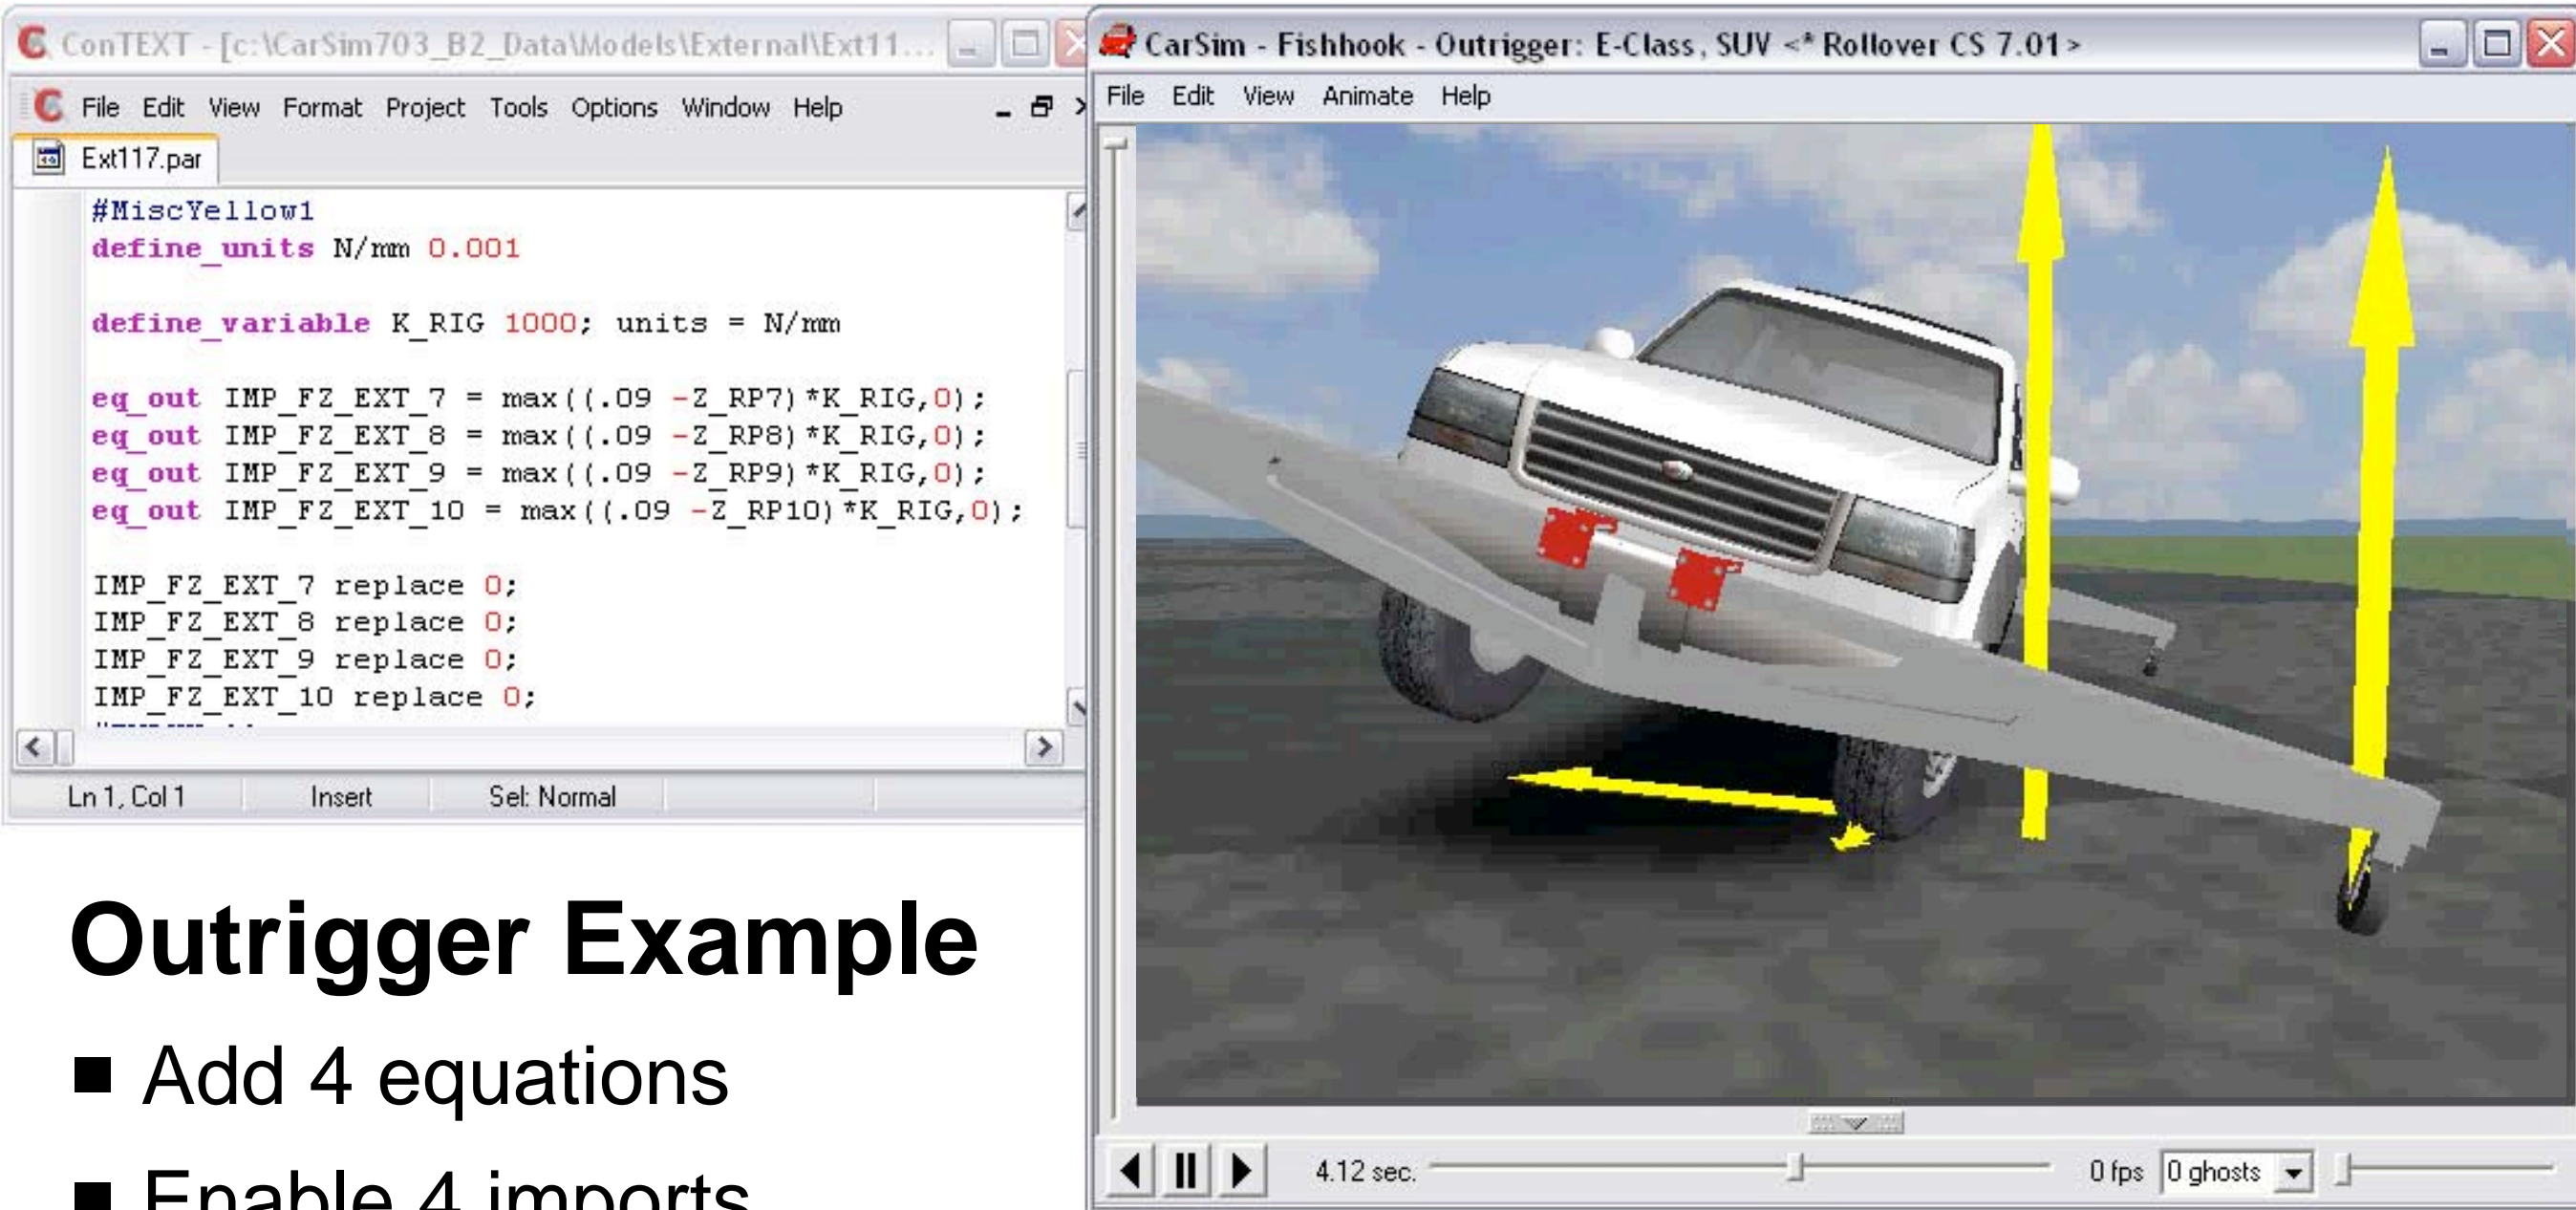 ConTEXT - [c:\CarSim703_B2_Data\Models\External\Ext11...
File Edit View Format Project Tools Options Window Help
Ext117.par
#MiscYellow1
define_units N/mm 0.001
define_variable K_RIG 1000; units = N/mm
eq_out IMP_FZ_EXT_7 = max((.09 -Z_RP7)*K_RIG,0);
eq_out IMP_FZ_EXT_8 = max((.09 -Z_RP8)*K_RIG,0);
eq_out IMP_FZ_EXT_9 = max((.09 -Z_RP9)*K_RIG,0);
eq_out IMP_FZ_EXT_10 = max((.09 -Z_RP10)*K_RIG,0);
IMP_FZ_EXT_7 replace 0;
IMP_FZ_EXT_8 replace 0;
IMP_FZ_EXT_9 replace 0;
IMP_FZ_EXT_10 replace 0;
Ln 1, Col 1 Insert Sel: Normal
CarSim - Fishhook - Outrigger: E-Class, SUV <* Rollover CS 7.01>
File Edit View Animate Help
4.12 sec. 0 fps 0 ghosts
Outrigger Example
■ Add 4 equations
■ Enable 4 imports